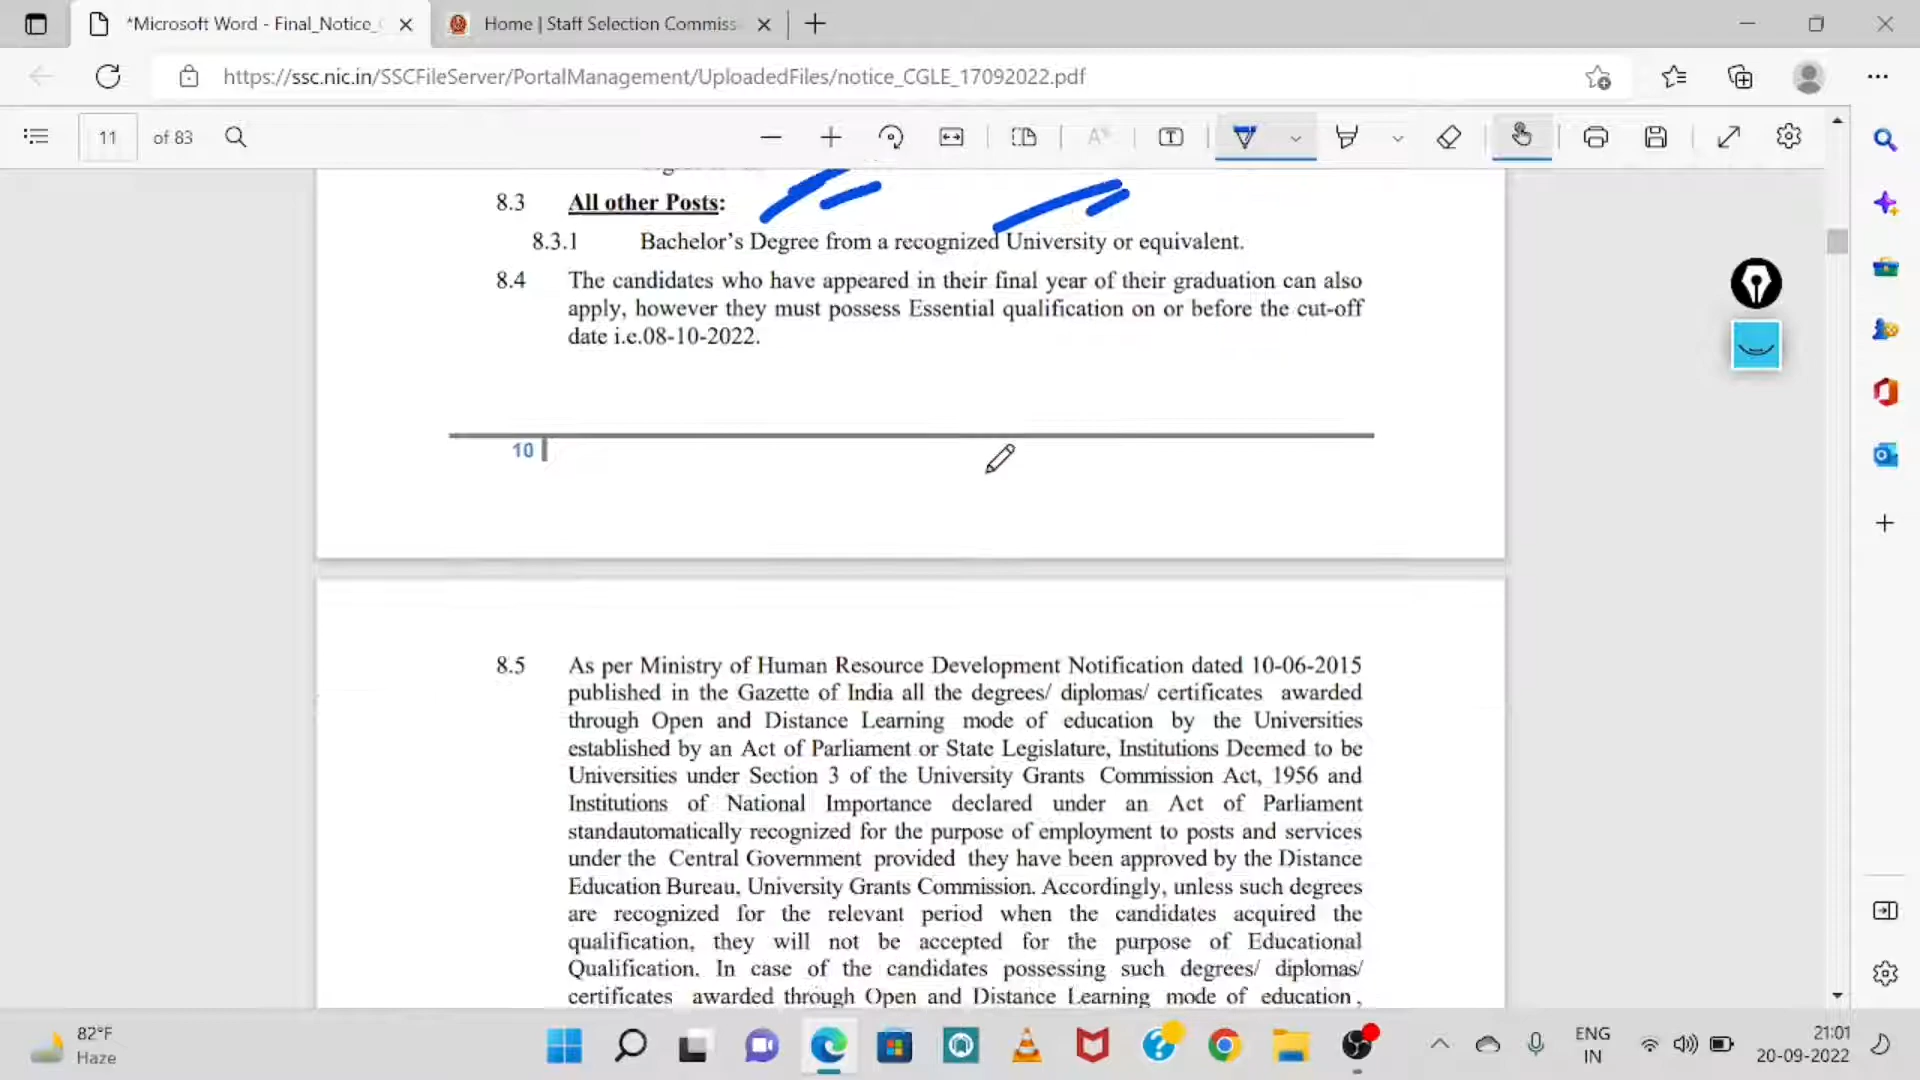 *Microsoft Word - Final_Notice_
Home | Staff Selection Commiss
https://ssc.nic.in/SSCFileServer/PortalManagement/UploadedFiles/notice_CGLE_17092022.pdf
11 of 83
8.3 All other Posts:
8.3.1 Bachelor’s Degree from a recognized University or equivalent.
8.4 The candidates who have appeared in their final year of their graduation can also
apply, however they must possess Essential qualification on or before the cut-off
date i.e.08-10-2022.
10
8.5 As per Ministry of Human Resource Development Notification dated 10-06-2015
published in the Gazette of India all the degrees/ diplomas/ certificates awarded
through Open and Distance Learning mode of education by the Universities
established by an Act of Parliament or State Legislature, Institutions Deemed to be
Universities under Section 3 of the University Grants Commission Act, 1956 and
Institutions of National Importance declared under an Act of Parliament
standautomatically recognized for the purpose of employment to posts and services
under the Central Government provided they have been approved by the Distance
Education Bureau, University Grants Commission. Accordingly, unless such degrees
are recognized for the relevant period when the candidates acquired the
qualification, they will not be accepted for the purpose of Educational
Qualification. In case of the candidates possessing such degrees/ diplomas/
certificates awarded through Open and Distance Learning mode of education,
82°F
Haze
ENG
IN
21:01
20-09-2022